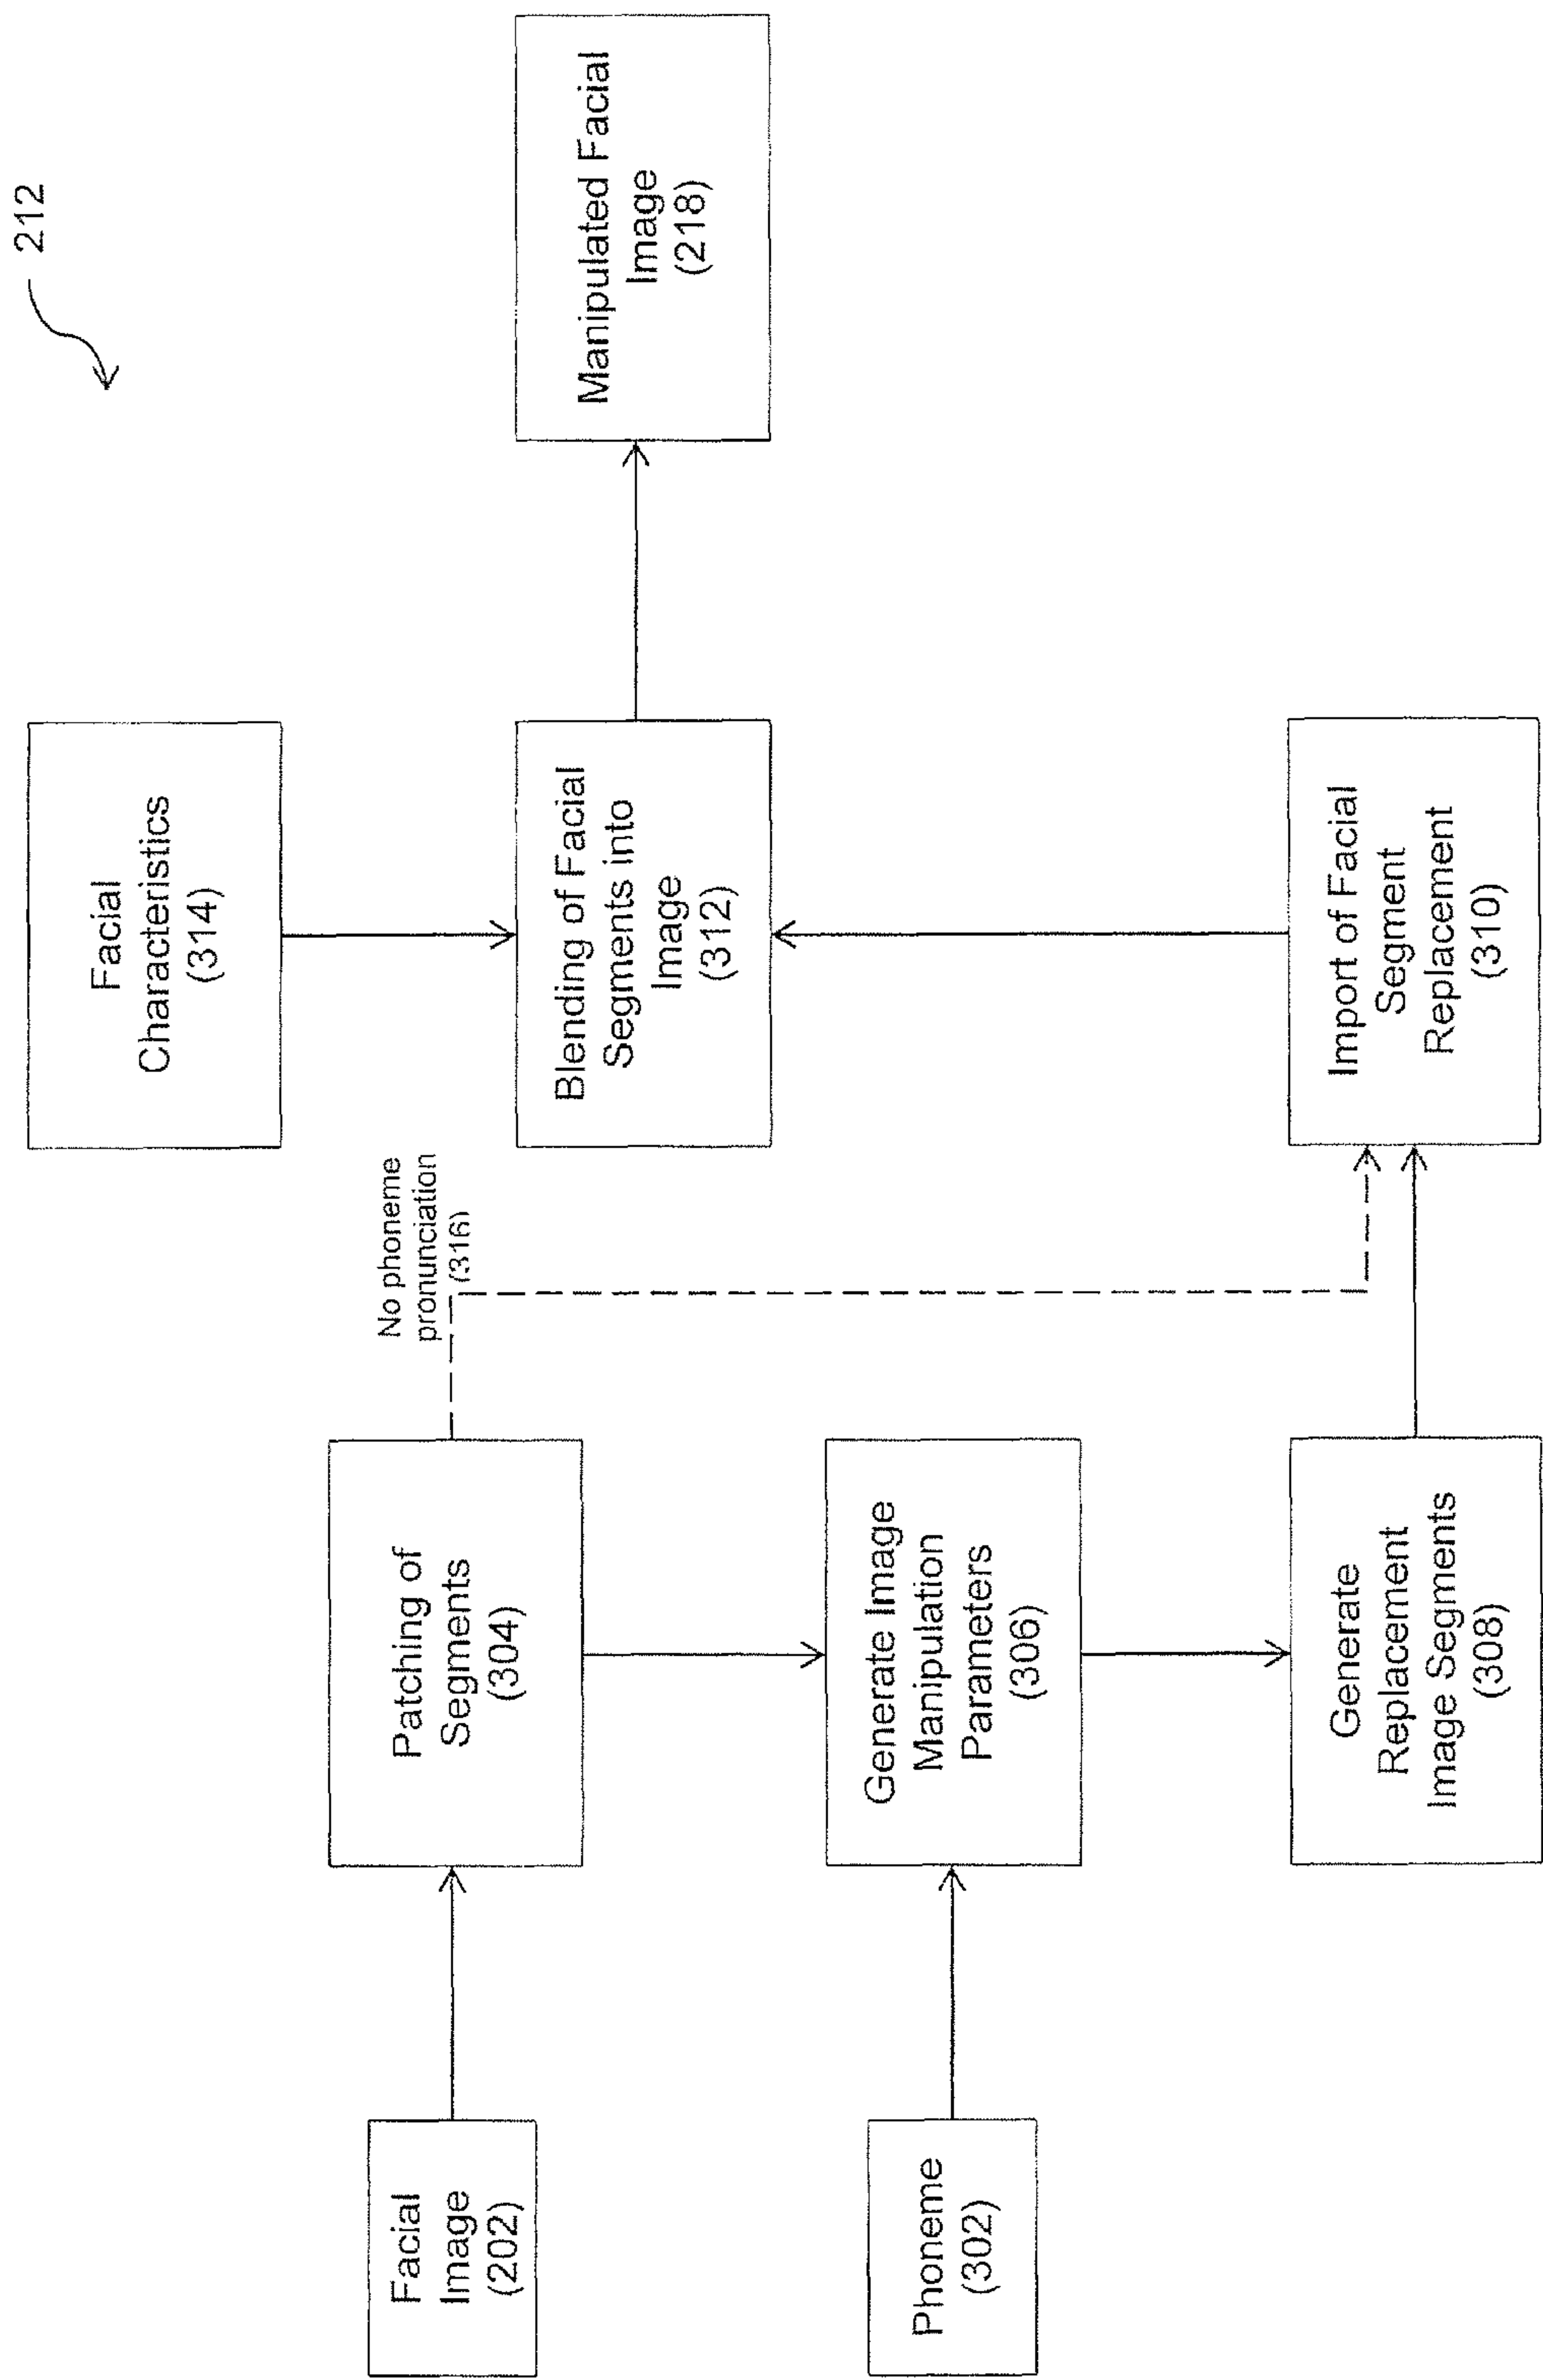 212
Facial
Image
(202)
Phoneme
(302)
Patching of
Segments
(304)
Generate Image
Manipulation
Parameters
(306)
Generate
Replacement
Image Segments
(308)
No phoneme
pronunciation
(316)
Facial
Characteristics
(314)
Blending of Facial
Segments into
Image
(312)
Import of Facial
Segment
Replacement
(310)
Manipulated Facial
Image
(218)